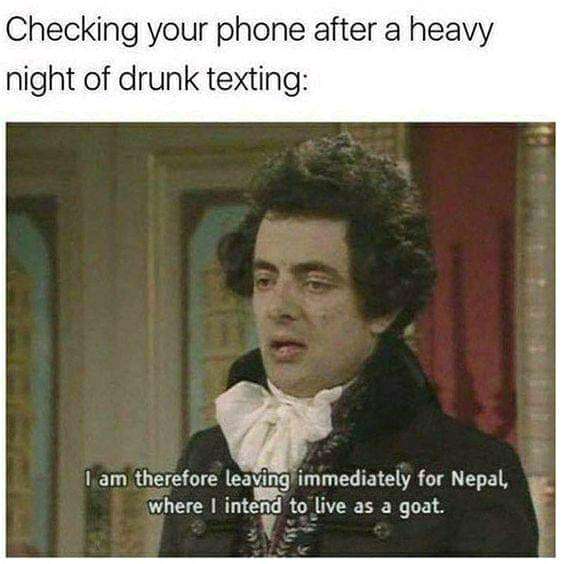 Checking your phone after a heavy
night of drunk texting:
I am therefore leaving immediately for Nepal,
where I intend to live as a goat.